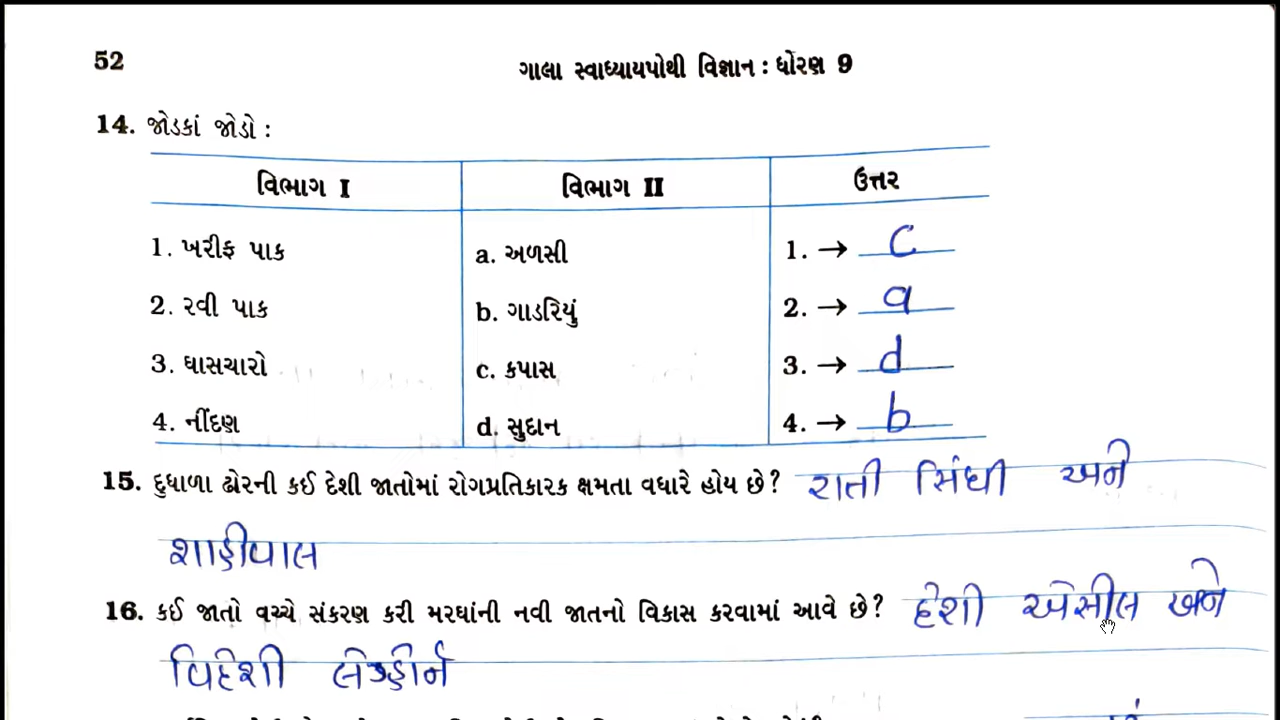 52 ગાલા સ્વાધ્યાયપોથી વિજ્ઞાન : ધોરણ 9
14. જોડકાં જોડો :
વિભાગ I વિભાગ II ઉત્તર
1. ખરીફ પાક a. અળસી 1. → c
2. રવી પાક b. ગાડરિયું 2. → a
3. ઘાસચારો c. કપાસ 3. → d
4. નીંદણ d. સુદાન 4. → b
15. દુધાળા ઢોરની કઈ દેશી જાતોમાં રોગપ્રતિકારક ક્ષમતા વધારે હોય છે? રાતી સિંધી અને
શાહીવાલ
16. કઈ જાતો વચ્ચે સંકરણ કરી મરઘાંની નવી જાતનો વિકાસ કરવામાં આવે છે? દેશી એસીલ અને
વિદેશી